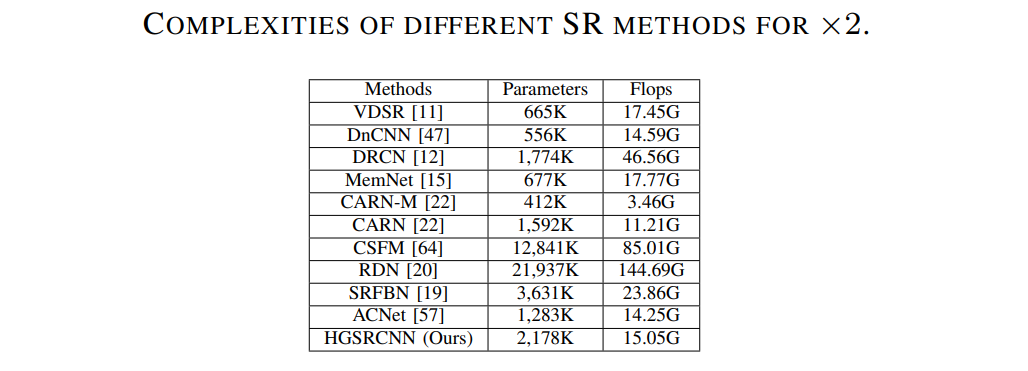 COMPLEXITIES OF DIFFERENT SR METHODS FOR ×2.
Methods Parameters Flops
VDSR [11] 665K 17.45G
DnCNN [47] 556K 14.59G
DRCN [12] 1,774K 46.56G
MemNet [15] 677K 17.77G
CARN-M [22] 412K 3.46G
CARN [22] 1,592K 11.21G
CSFM [64] 12,841K 85.01G
RDN [20] 21,937K 144.69G
SRFBN [19] 3,631K 23.86G
ACNet [57] 1,283K 14.25G
HGSRCNN (Ours) 2,178K 15.05G